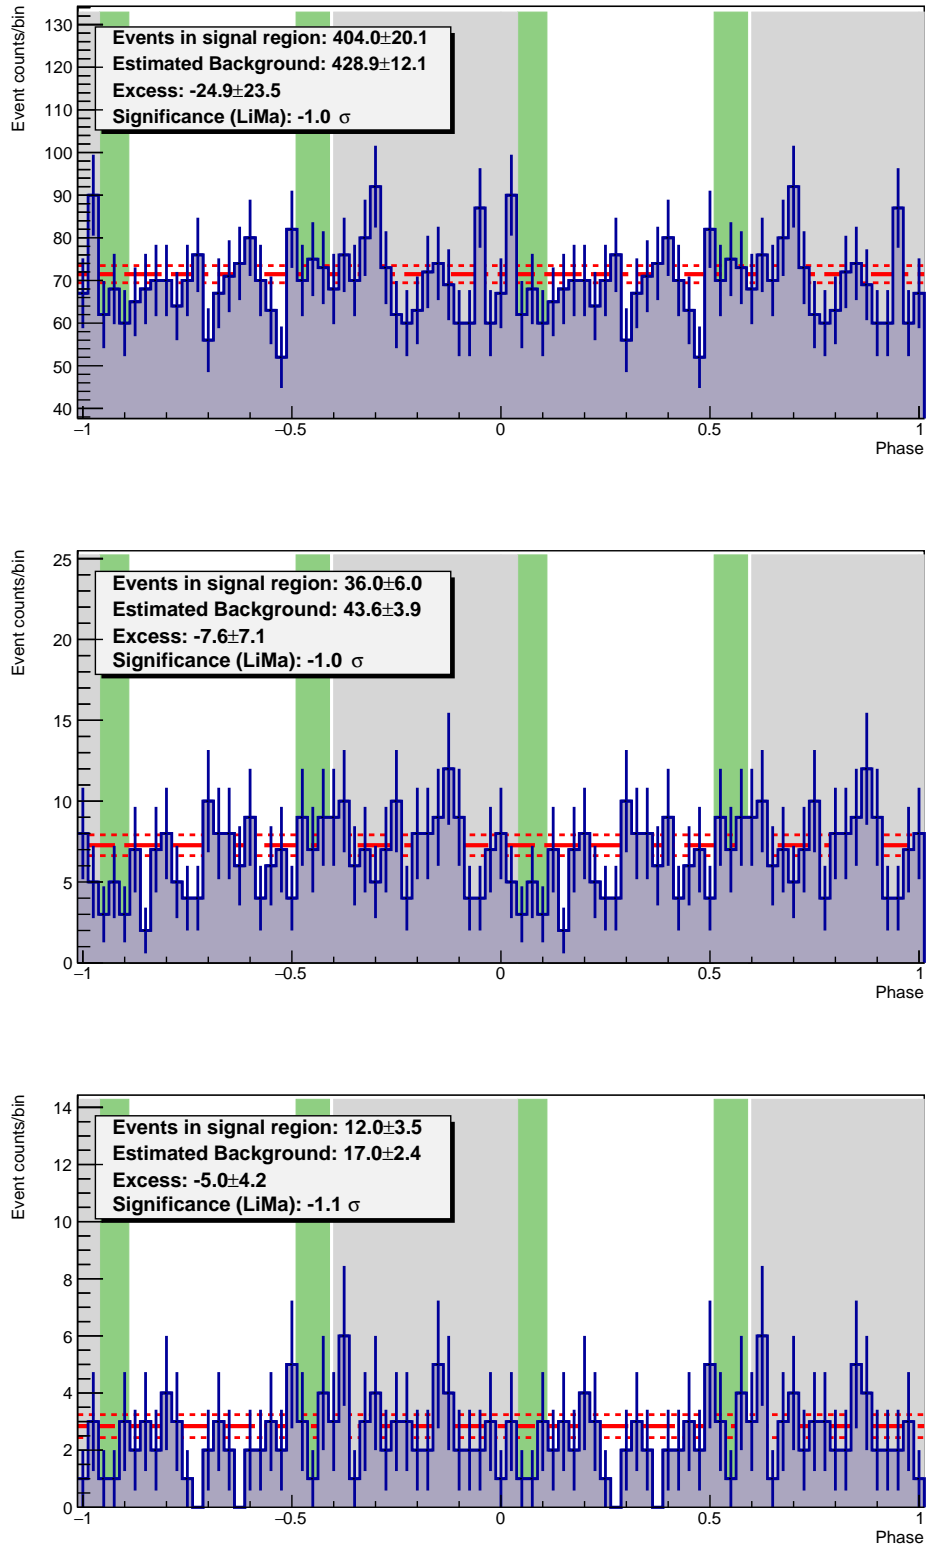 Event counts/bin
130
120
110
100
90
80
70
60
50
40
Events in signal region: 404.0±20.1
Estimated Background: 428.9±12.1
Excess: -24.9±23.5
Significance (LiMa): -1.0 σ
−1 −0.5 0 0.5 1
Phase
Event counts/bin
25
20
15
10
5
0
Events in signal region: 36.0±6.0
Estimated Background: 43.6±3.9
Excess: -7.6±7.1
Significance (LiMa): -1.0 σ
−1 −0.5 0 0.5 1
Phase
Event counts/bin
14
12
10
8
6
4
2
0
Events in signal region: 12.0±3.5
Estimated Background: 17.0±2.4
Excess: -5.0±4.2
Significance (LiMa): -1.1 σ
−1 −0.5 0 0.5 1
Phase